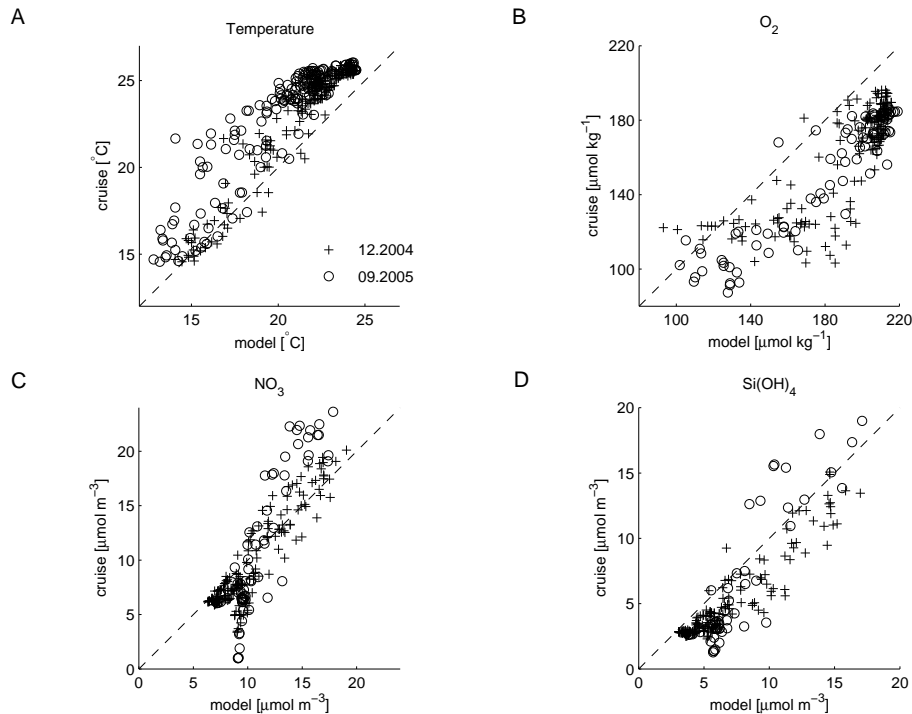 A
Temperature
25
20
15
cruise [°C]
15
20
25
model [°C]
+ 12.2004
○ 09.2005
B
O2
220
180
140
100
cruise [μmol kg−1]
100
140
180
220
model [μmol kg−1]
C
NO3
20
15
10
5
0
cruise [μmol m−3]
0
5
10
15
20
model [μmol m−3]
D
Si(OH)4
20
15
10
5
0
cruise [μmol m−3]
0
5
10
15
20
model [μmol m−3]